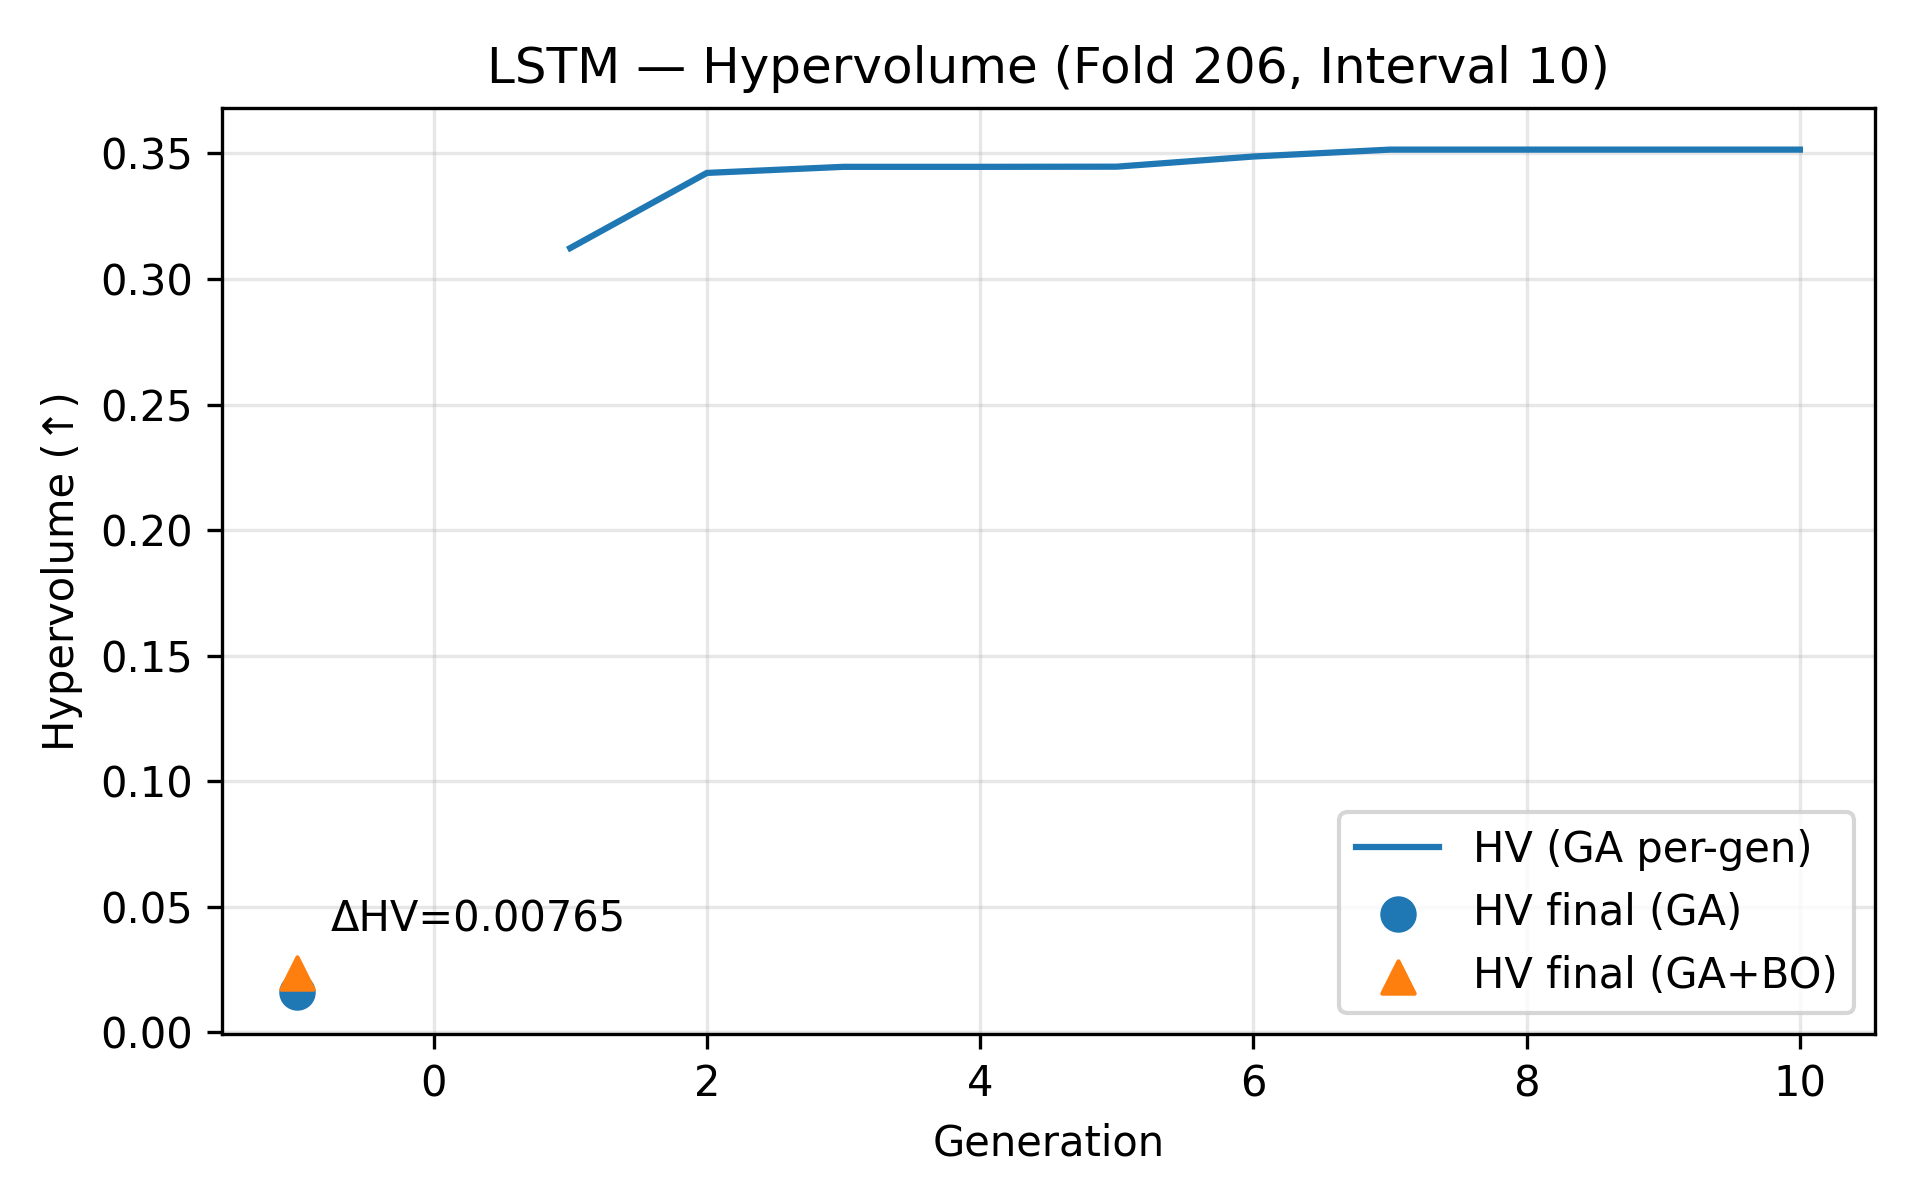 LSTM — Hypervolume (Fold 206, Interval 10)
Hypervolume (↑)
0.35
0.30
0.25
0.20
0.15
0.10
0.05
0.00
ΔHV=0.00765
HV (GA per-gen)
HV final (GA)
HV final (GA+BO)
0 2 4 6 8 10
Generation